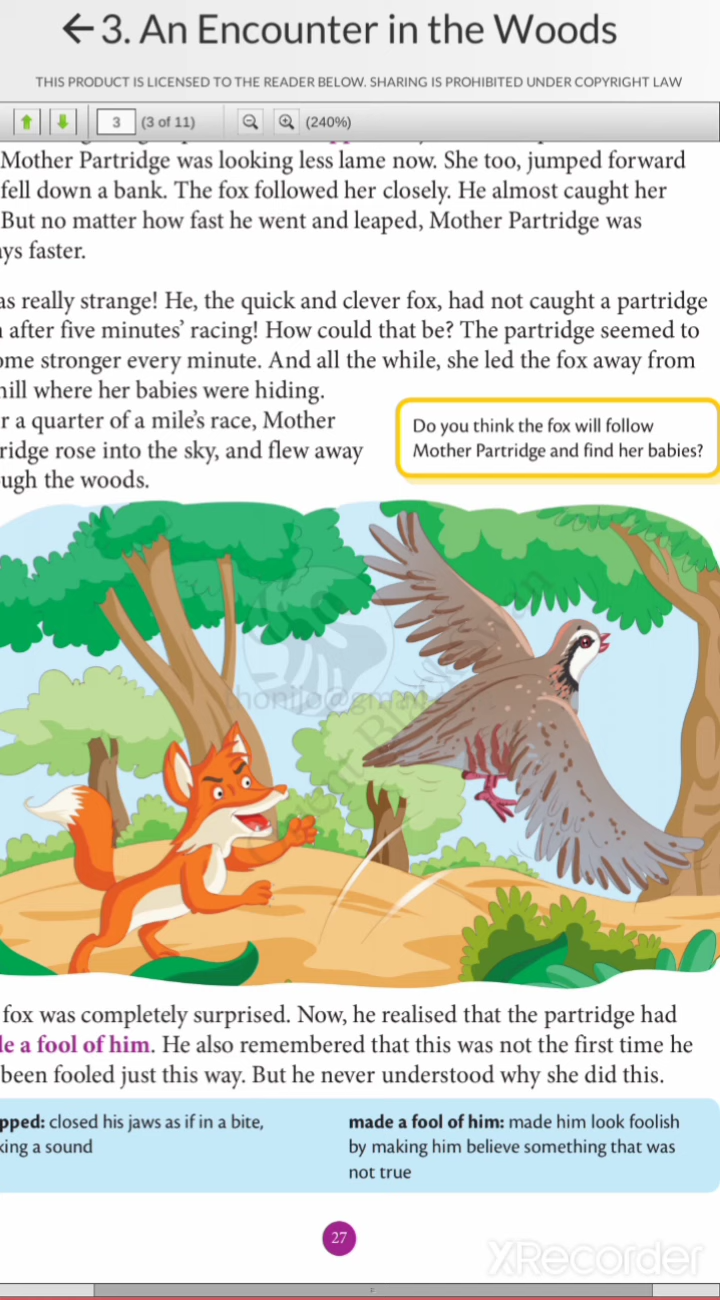 ←3. An Encounter in the Woods
THIS PRODUCT IS LICENSED TO THE READER BELOW. SHARING IS PROHIBITED UNDER COPYRIGHT LAW
3 (3 of 11) (240%)
Mother Partridge was looking less lame now. She too, jumped forward
fell down a bank. The fox followed her closely. He almost caught her
But no matter how fast he went and leaped, Mother Partridge was
ys faster.
as really strange! He, the quick and clever fox, had not caught a partridge
after five minutes’ racing! How could that be? The partridge seemed to
ome stronger every minute. And all the while, she led the fox away from
hill where her babies were hiding.
r a quarter of a mile’s race, Mother
ridge rose into the sky, and flew away
ugh the woods.
Do you think the fox will follow
Mother Partridge and find her babies?
fox was completely surprised. Now, he realised that the partridge had
le a fool of him. He also remembered that this was not the first time he
been fooled just this way. But he never understood why she did this.
pped: closed his jaws as if in a bite,
king a sound
made a fool of him: made him look foolish
by making him believe something that was
not true
27
XRecorder